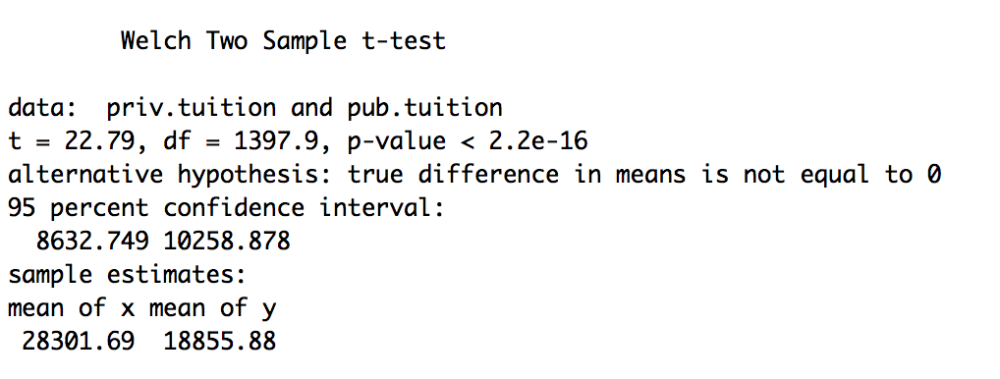 Welch Two Sample t-test
data:  priv.tuition and pub.tuition
t = 22.79, df = 1397.9, p-value < 2.2e-16
alternative hypothesis: true difference in means is not equal to 0
95 percent confidence interval:
8632.749 10258.878
sample estimates:
mean of x mean of y
28301.69  18855.88